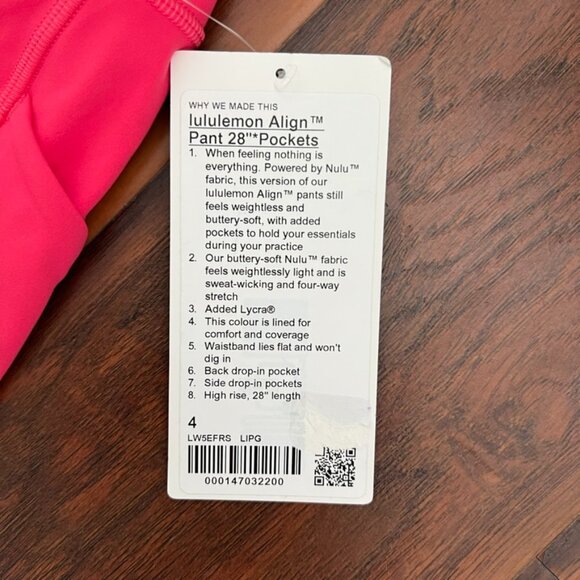 WHY WE MADE THIS
lululemon Align™
Pant 28"*Pockets
1. When feeling nothing is
everything. Powered by Nulu™
fabric, this version of our
lululemon Align™ pants still
feels weightless and
buttery-soft, with added
pockets to hold your essentials
during your practice
2. Our buttery-soft Nulu™ fabric
feels weightlessly light and is
sweat-wicking and four-way
stretch
3. Added Lycra®
4. This colour is lined for
comfort and coverage
5. Waistband lies flat and won't
dig in
6. Back drop-in pocket
7. Side drop-in pockets
8. High rise, 28" length
4
LW5EFRS LIPG
000147032200